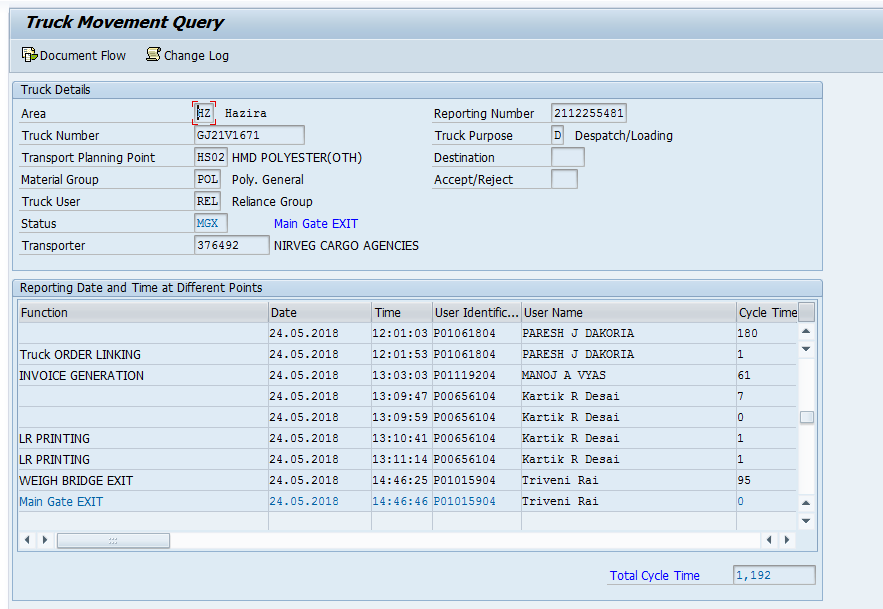 Truck Movement Query
Document Flow Change Log
Truck Details
Area HZ Hazira Reporting Number 2112255481
Truck Number GJ21V1671 Truck Purpose D Despatch/Loading
Transport Planning Point HS02 HMD POLYESTER(OTH) Destination
Material Group POL Poly. General Accept/Reject
Truck User REL Reliance Group
Status MGX Main Gate EXIT
Transporter 376492 NIRVEG CARGO AGENCIES
Reporting Date and Time at Different Points
Function Date Time User Identific... User Name Cycle Time
24.05.2018 12:01:03 P01061804 PARESH J DAKORIA 180
Truck ORDER LINKING 24.05.2018 12:01:53 P01061804 PARESH J DAKORIA 1
INVOICE GENERATION 24.05.2018 13:03:03 P01119204 MANOJ A VYAS 61
24.05.2018 13:09:47 P00656104 Kartik R Desai 7
24.05.2018 13:09:59 P00656104 Kartik R Desai 0
LR PRINTING 24.05.2018 13:10:41 P00656104 Kartik R Desai 1
LR PRINTING 24.05.2018 13:11:14 P00656104 Kartik R Desai 1
WEIGH BRIDGE EXIT 24.05.2018 14:46:25 P01015904 Triveni Rai 95
Main Gate EXIT 24.05.2018 14:46:46 P01015904 Triveni Rai 0
Total Cycle Time 1,192